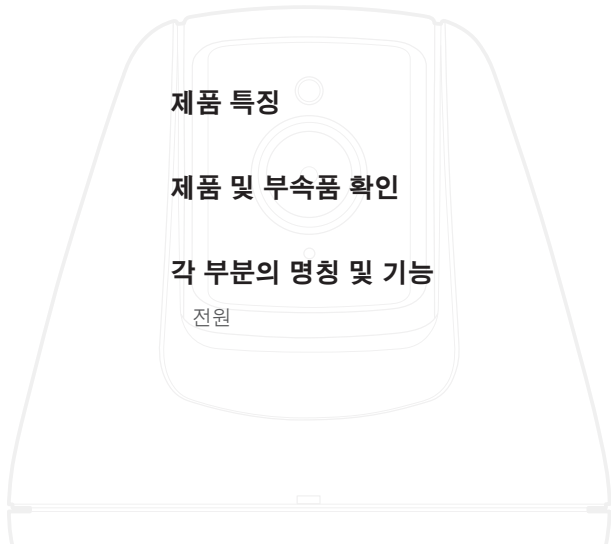 제품 특징
제품 및 부속품 확인
각 부분의 명칭 및 기능
전원